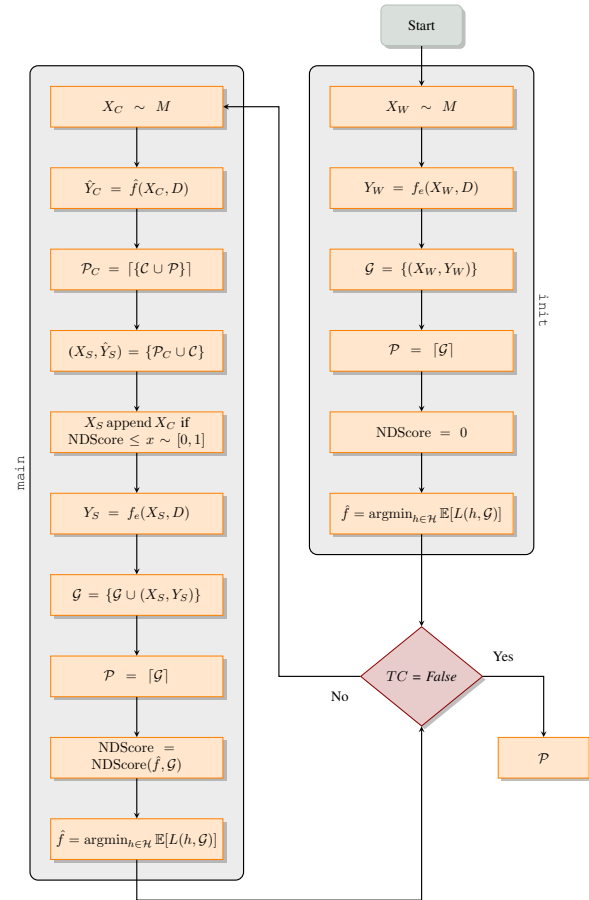 Start
X_W ∼ M
Y_W = f_e(X_W, D)
𝒢 = {(X_W, Y_W)}
𝒫 = ⌈𝒢⌉
NDScore = 0
f̂ = argmin_{h∈ℋ} 𝔼[L(h, 𝒢)]
init
TC = False
Yes
No
𝒫
X_C ∼ M
Ŷ_C = f̂(X_C, D)
𝒫_C = ⌈{𝒞 ∪ 𝒫}⌉
(X_S, Ŷ_S) = {𝒫_C ∪ 𝒞}
X_S append X_C if
NDScore ≤ x ∼ [0, 1]
Y_S = f_e(X_S, D)
𝒢 = {𝒢 ∪ (X_S, Y_S)}
𝒫 = ⌈𝒢⌉
NDScore =
NDScore(f̂, 𝒢)
f̂ = argmin_{h∈ℋ} 𝔼[L(h, 𝒢)]
main